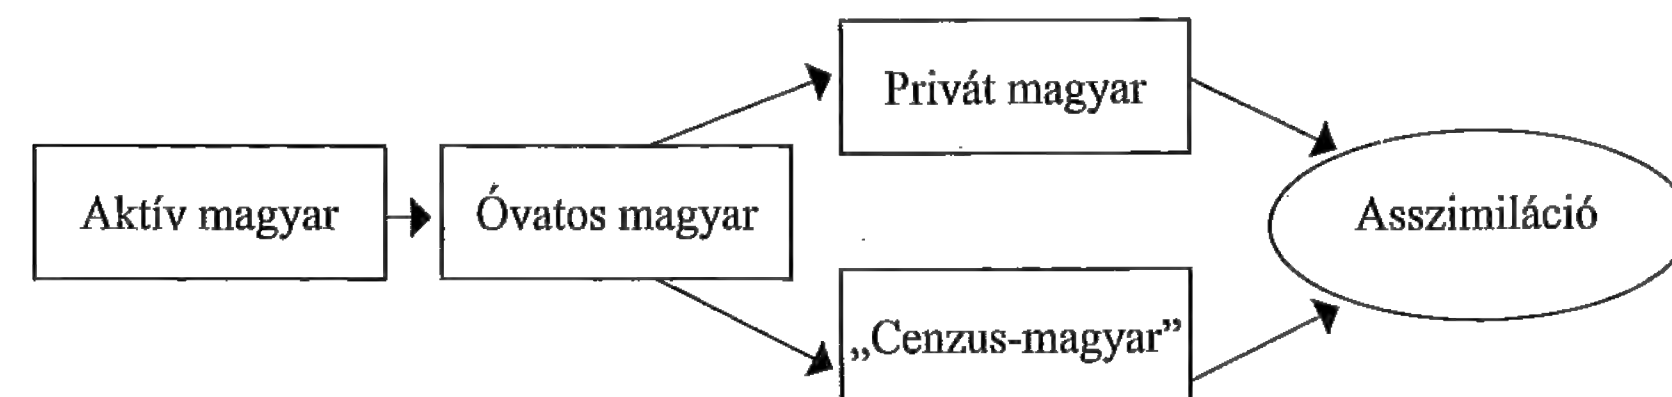 Privát magyar
Aktív magyar
Óvatos magyar
Asszimiláció
„Cenzus-magyar”